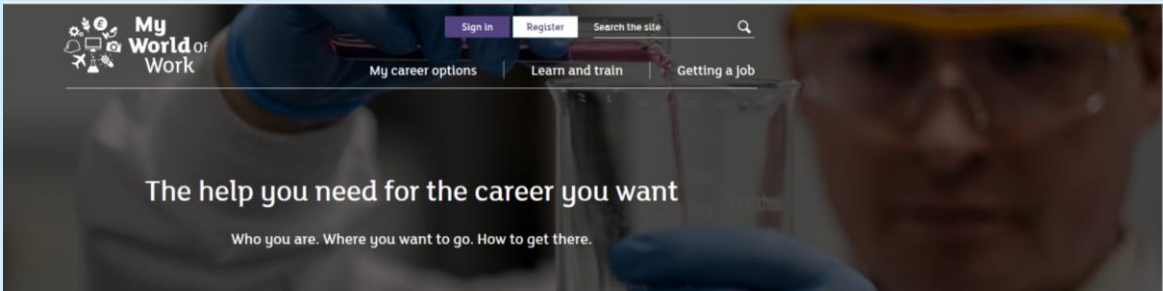 My
World of
Work
Sign in
Register
Search the site
My career options
Learn and train
Getting a job
The help you need for the career you want
Who you are. Where you want to go. How to get there.